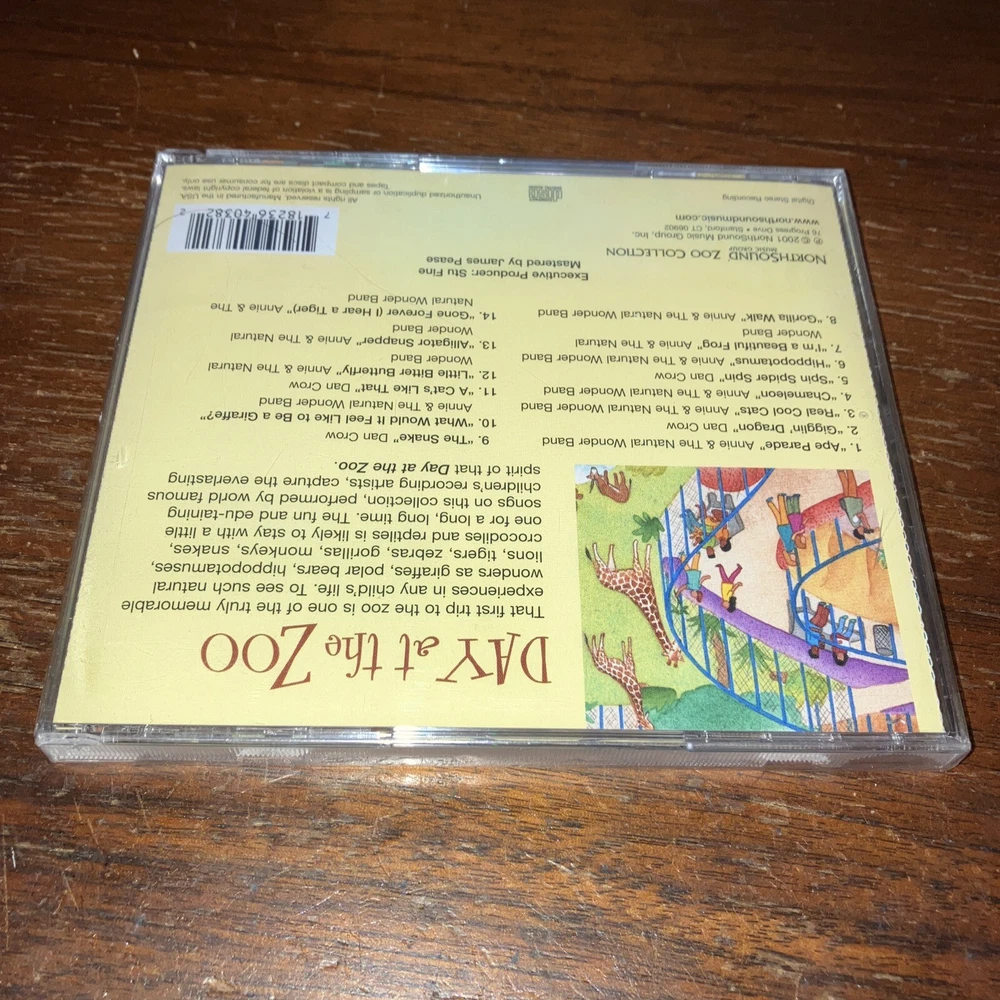 DAY at the ZOO
That first trip to the zoo is one of the truly memorable
experiences in any child's life. To see such natural
wonders as giraffes, polar bears, hippopotamuses,
lions, tigers, zebras, gorillas, monkeys, snakes,
crocodiles and reptiles is likely to stay with a little
one for a long, long time. The fun and edu-taining
songs on this collection, performed by world famous
children's recording artists, capture the everlasting
spirit of that Day at the Zoo.
1. "Ape Parade" Annie & The Natural Wonder Band
2. "Gigglin' Dragon" Dan Crow
3. "Real Cool Cats" Annie & The Natural Wonder Band
4. "Chameleon" Annie & The Natural Wonder Band
5. "Spin Spider Spin" Dan Crow
6. "Hippopotamus" Annie & The Natural Wonder Band
7. "I'm a Beautiful Frog" Annie & The Natural
Wonder Band
8. "Gorilla Walk" Annie & The Natural Wonder Band
9. "The Snake" Dan Crow
10. "What Would It Feel Like to Be a Giraffe?"
Annie & The Natural Wonder Band
11. "A Cat's Like That" Dan Crow
12. "Little Bitter Butterfly" Annie & The Natural
Wonder Band
13. "Alligator Snapper" Annie & The Natural
Wonder Band
14. "Gone Forever (I Hear a Tiger)" Annie & The
Natural Wonder Band
Executive Producer: Stu Fine
Mastered by James Pease
NORTHSOUND ZOO COLLECTION
MUSIC GROUP
℗ © 2001 NorthSound Music Group, Inc.
76 Progress Drive • Stamford, CT 06902
www.northsoundmusic.com
Digital Stereo Recording
COMPACT
disc
DIGITAL AUDIO
7 18236 40382 2
All rights reserved. Manufactured in the USA.
Unauthorized duplication or sampling is a violation of federal copyright laws.
Tapes and compact discs are for consumer use only.